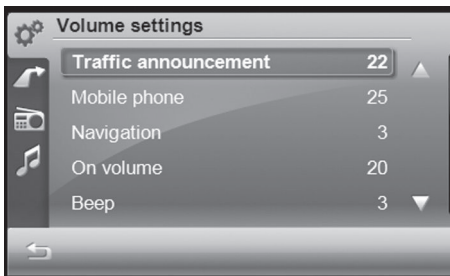 Volume settings
Traffic announcement 22
Mobile phone 25
Navigation 3
On volume 20
Beep 3